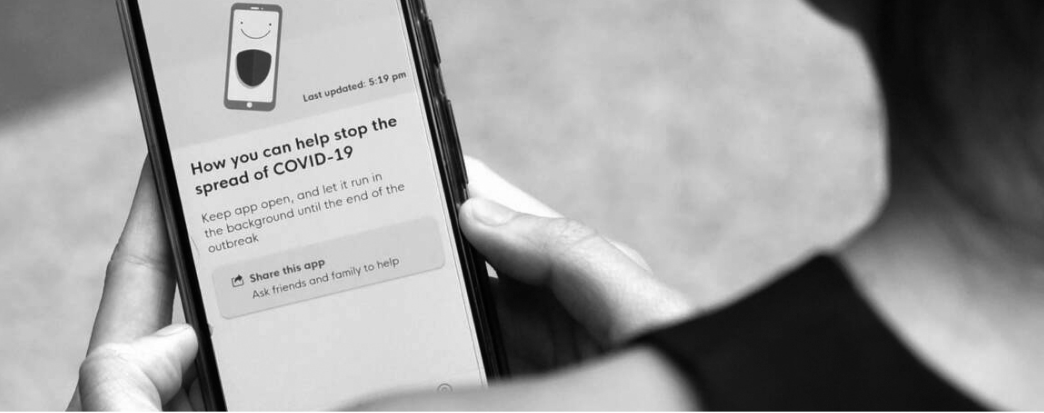 Last updated: 5:19 pm
How you can help stop the
spread of COVID-19
Keep app open, and let it run in
the background until the end of the
outbreak
Share this app
Ask friends and family to help